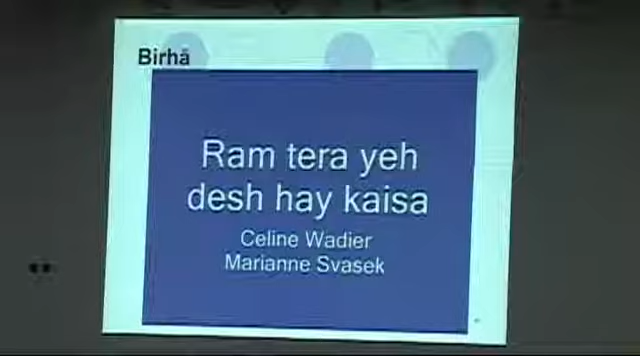 Birhā
Ram tera yeh
desh hay kaisa
Celine Wadier
Marianne Svasek